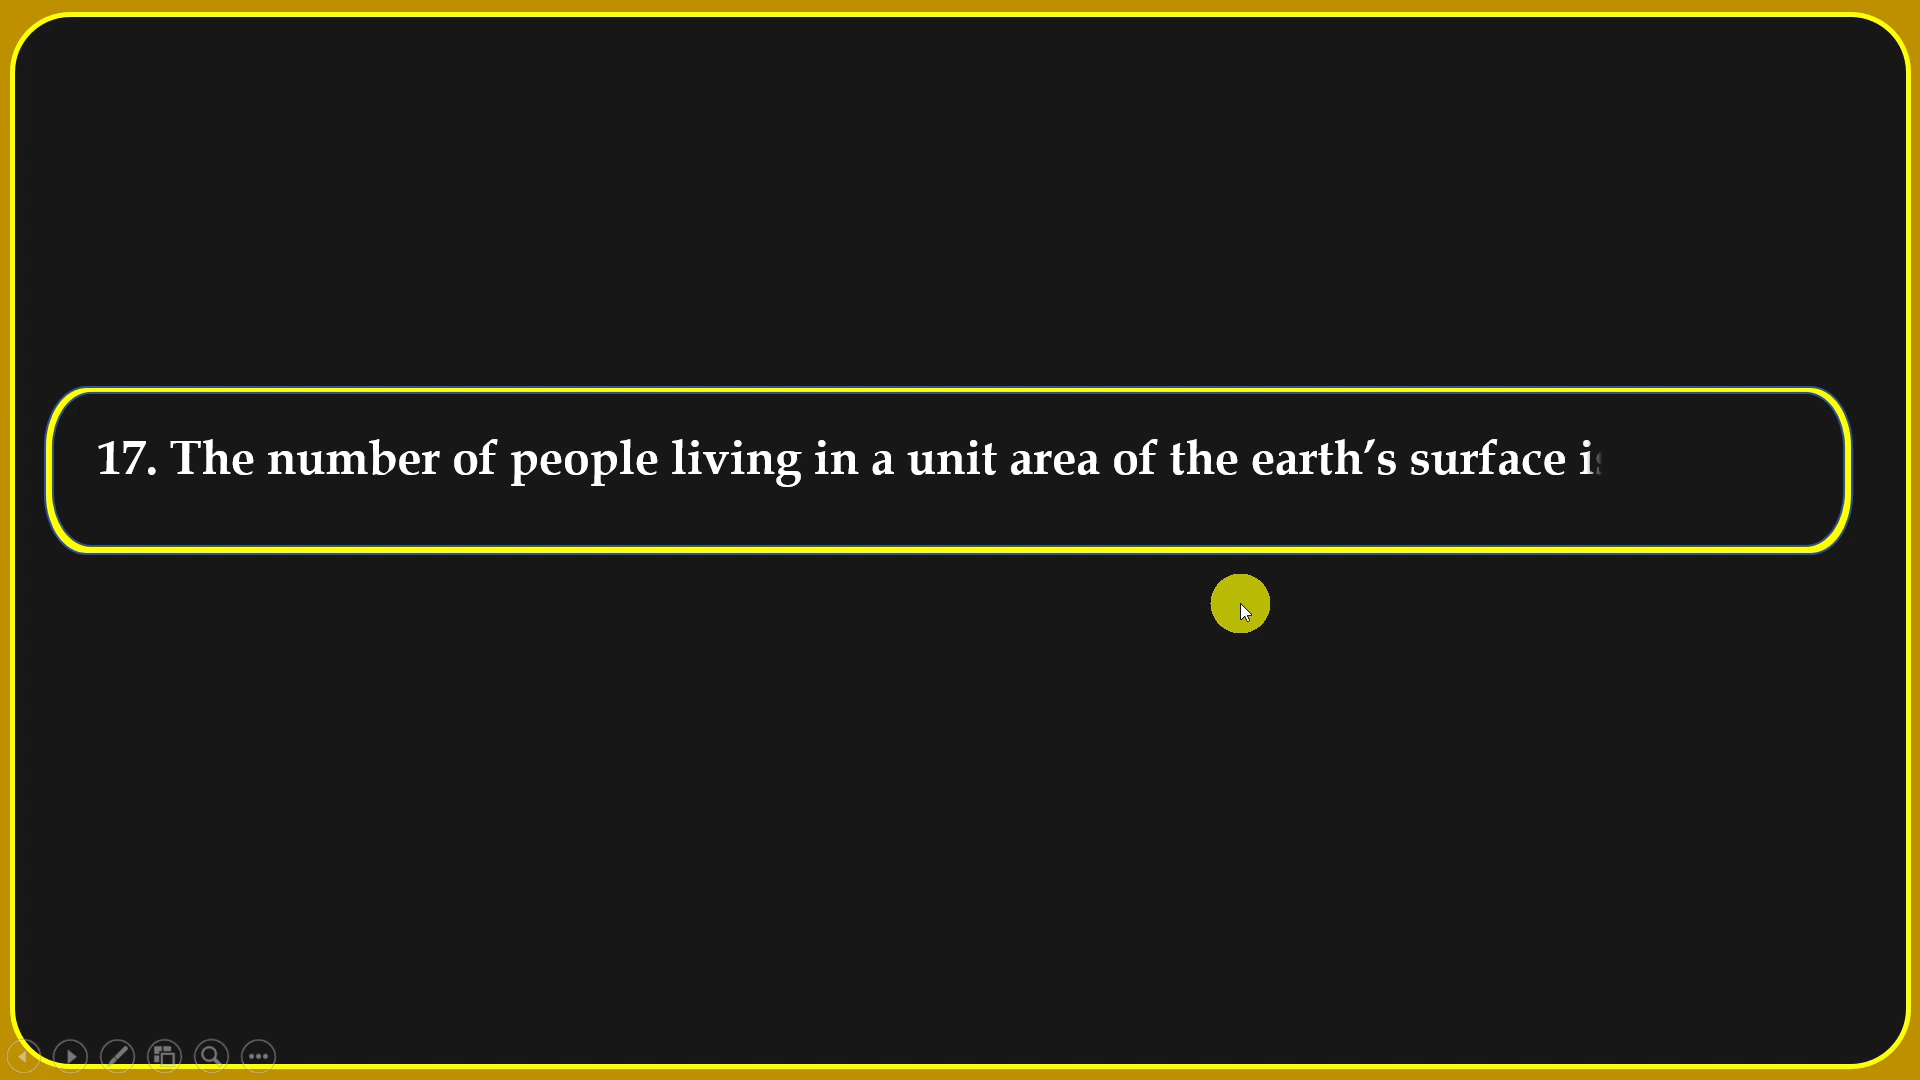 17. The number of people living in a unit area of the earth’s surface is